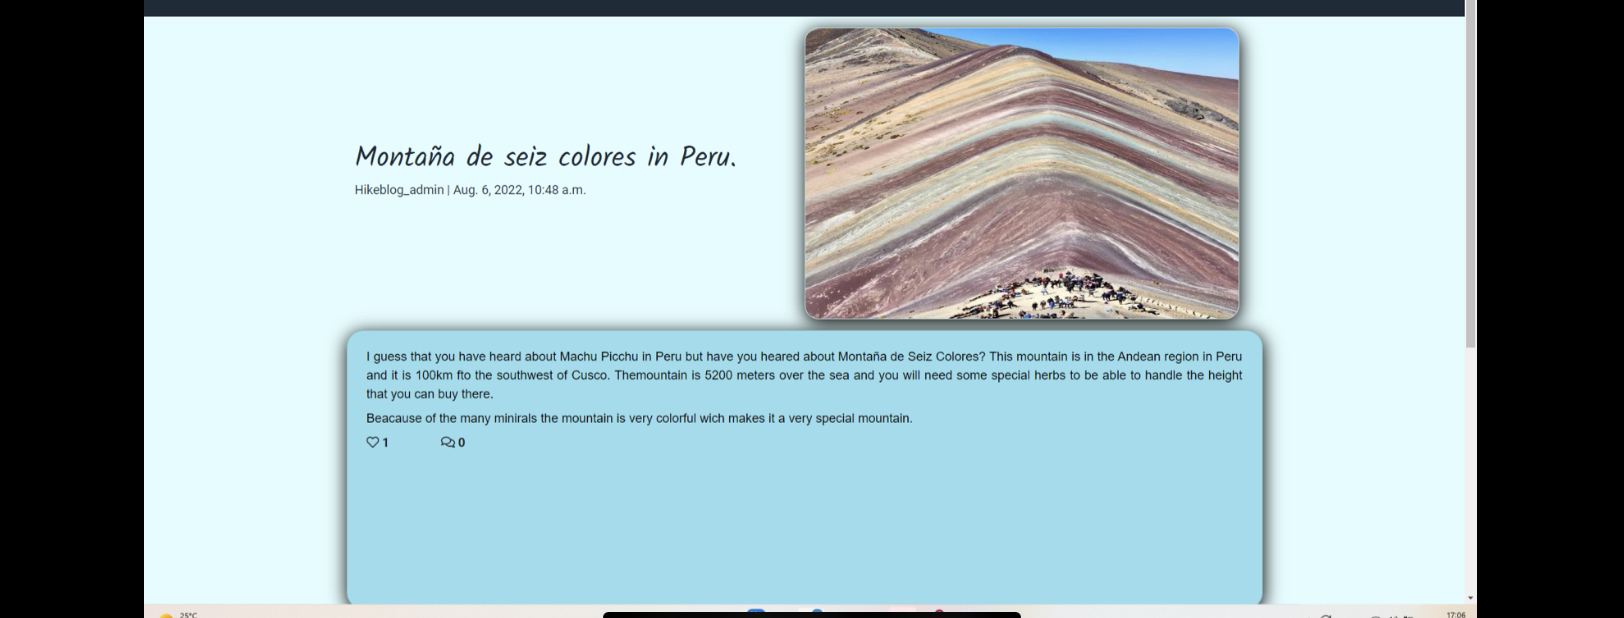 Montaña de seiz colores in Peru.
Hikeblog_admin | Aug. 6, 2022, 10:48 a.m.
I guess that you have heard about Machu Picchu in Peru but have you heared about Montaña de Seiz Colores? This mountain is in the Andean region in Peru
and it is 100km fto the southwest of Cusco. Themountain is 5200 meters over the sea and you will need some special herbs to be able to handle the height
that you can buy there.
Beacause of the many minirals the mountain is very colorful wich makes it a very special mountain.
1 0
25°C 17:06